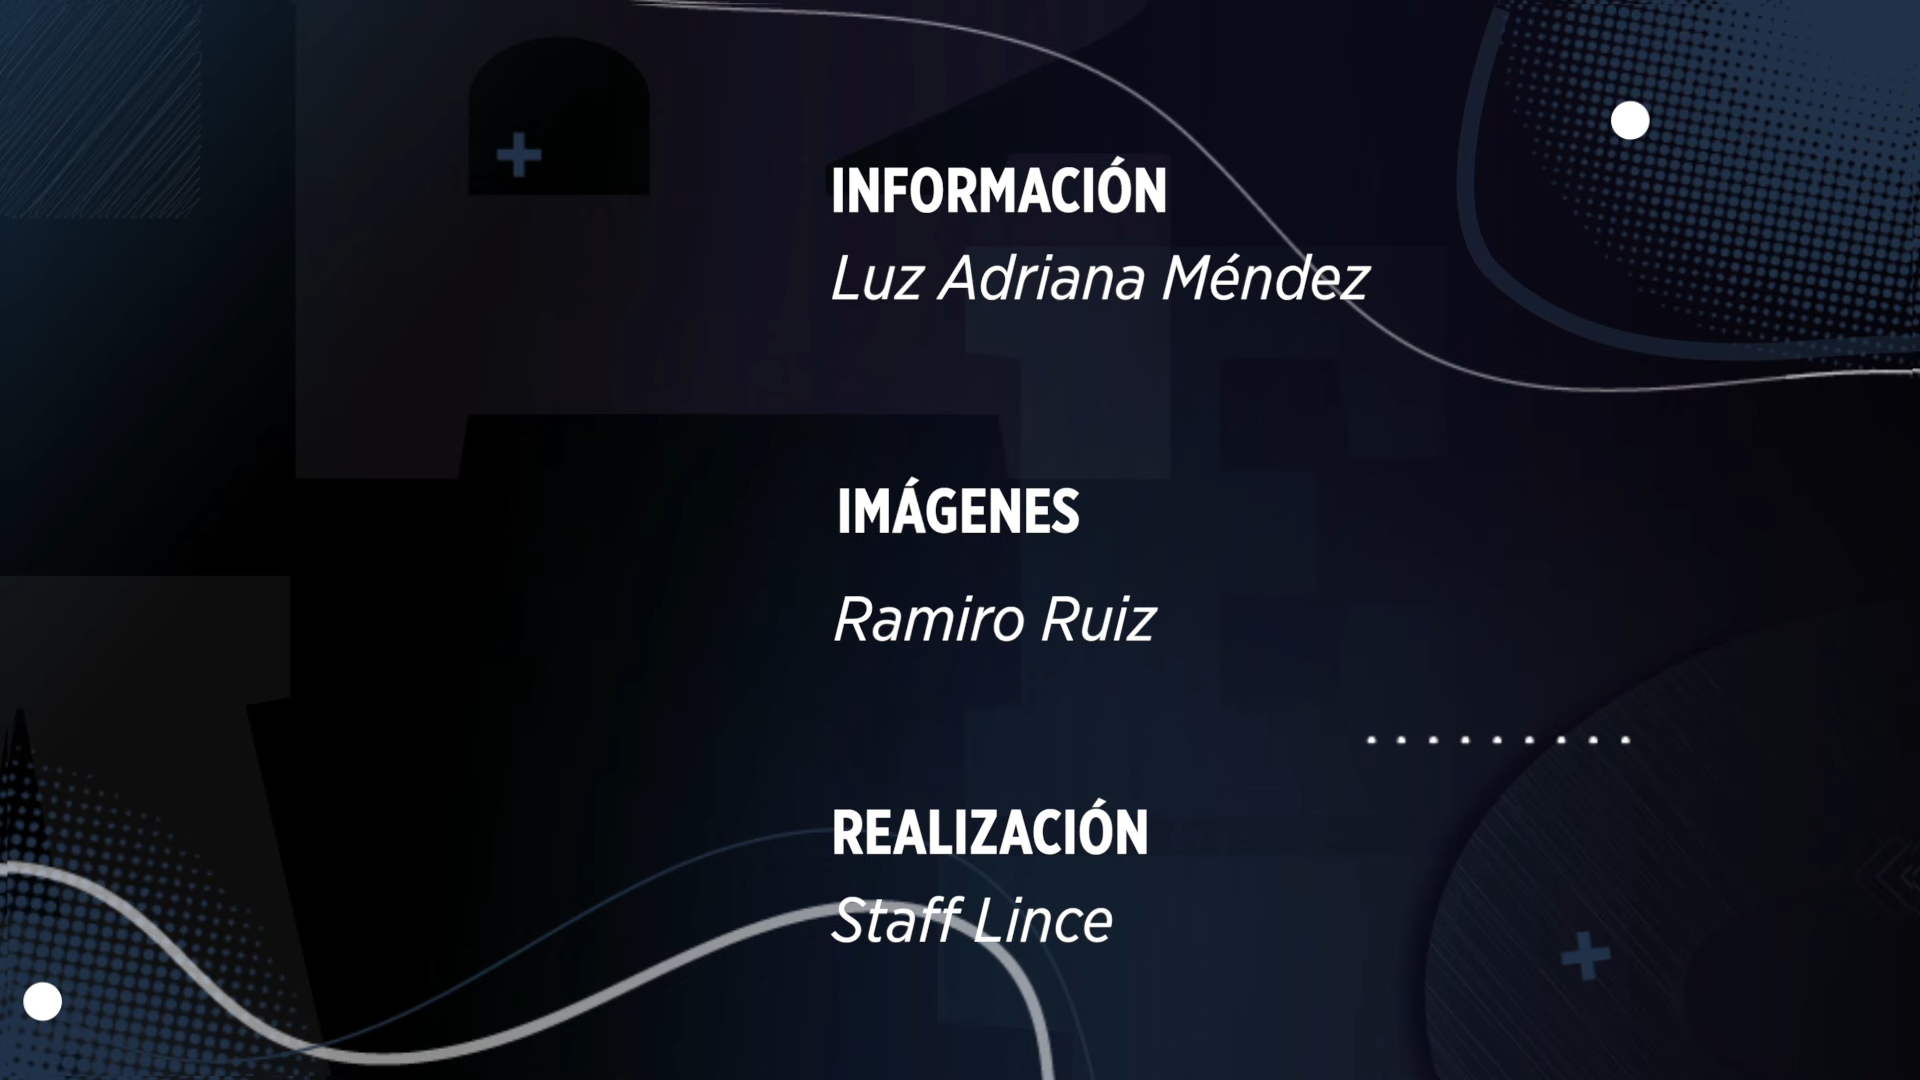 INFORMACIÓN
Luz Adriana Méndez
IMÁGENES
Ramiro Ruiz
REALIZACIÓN
Staff Lince